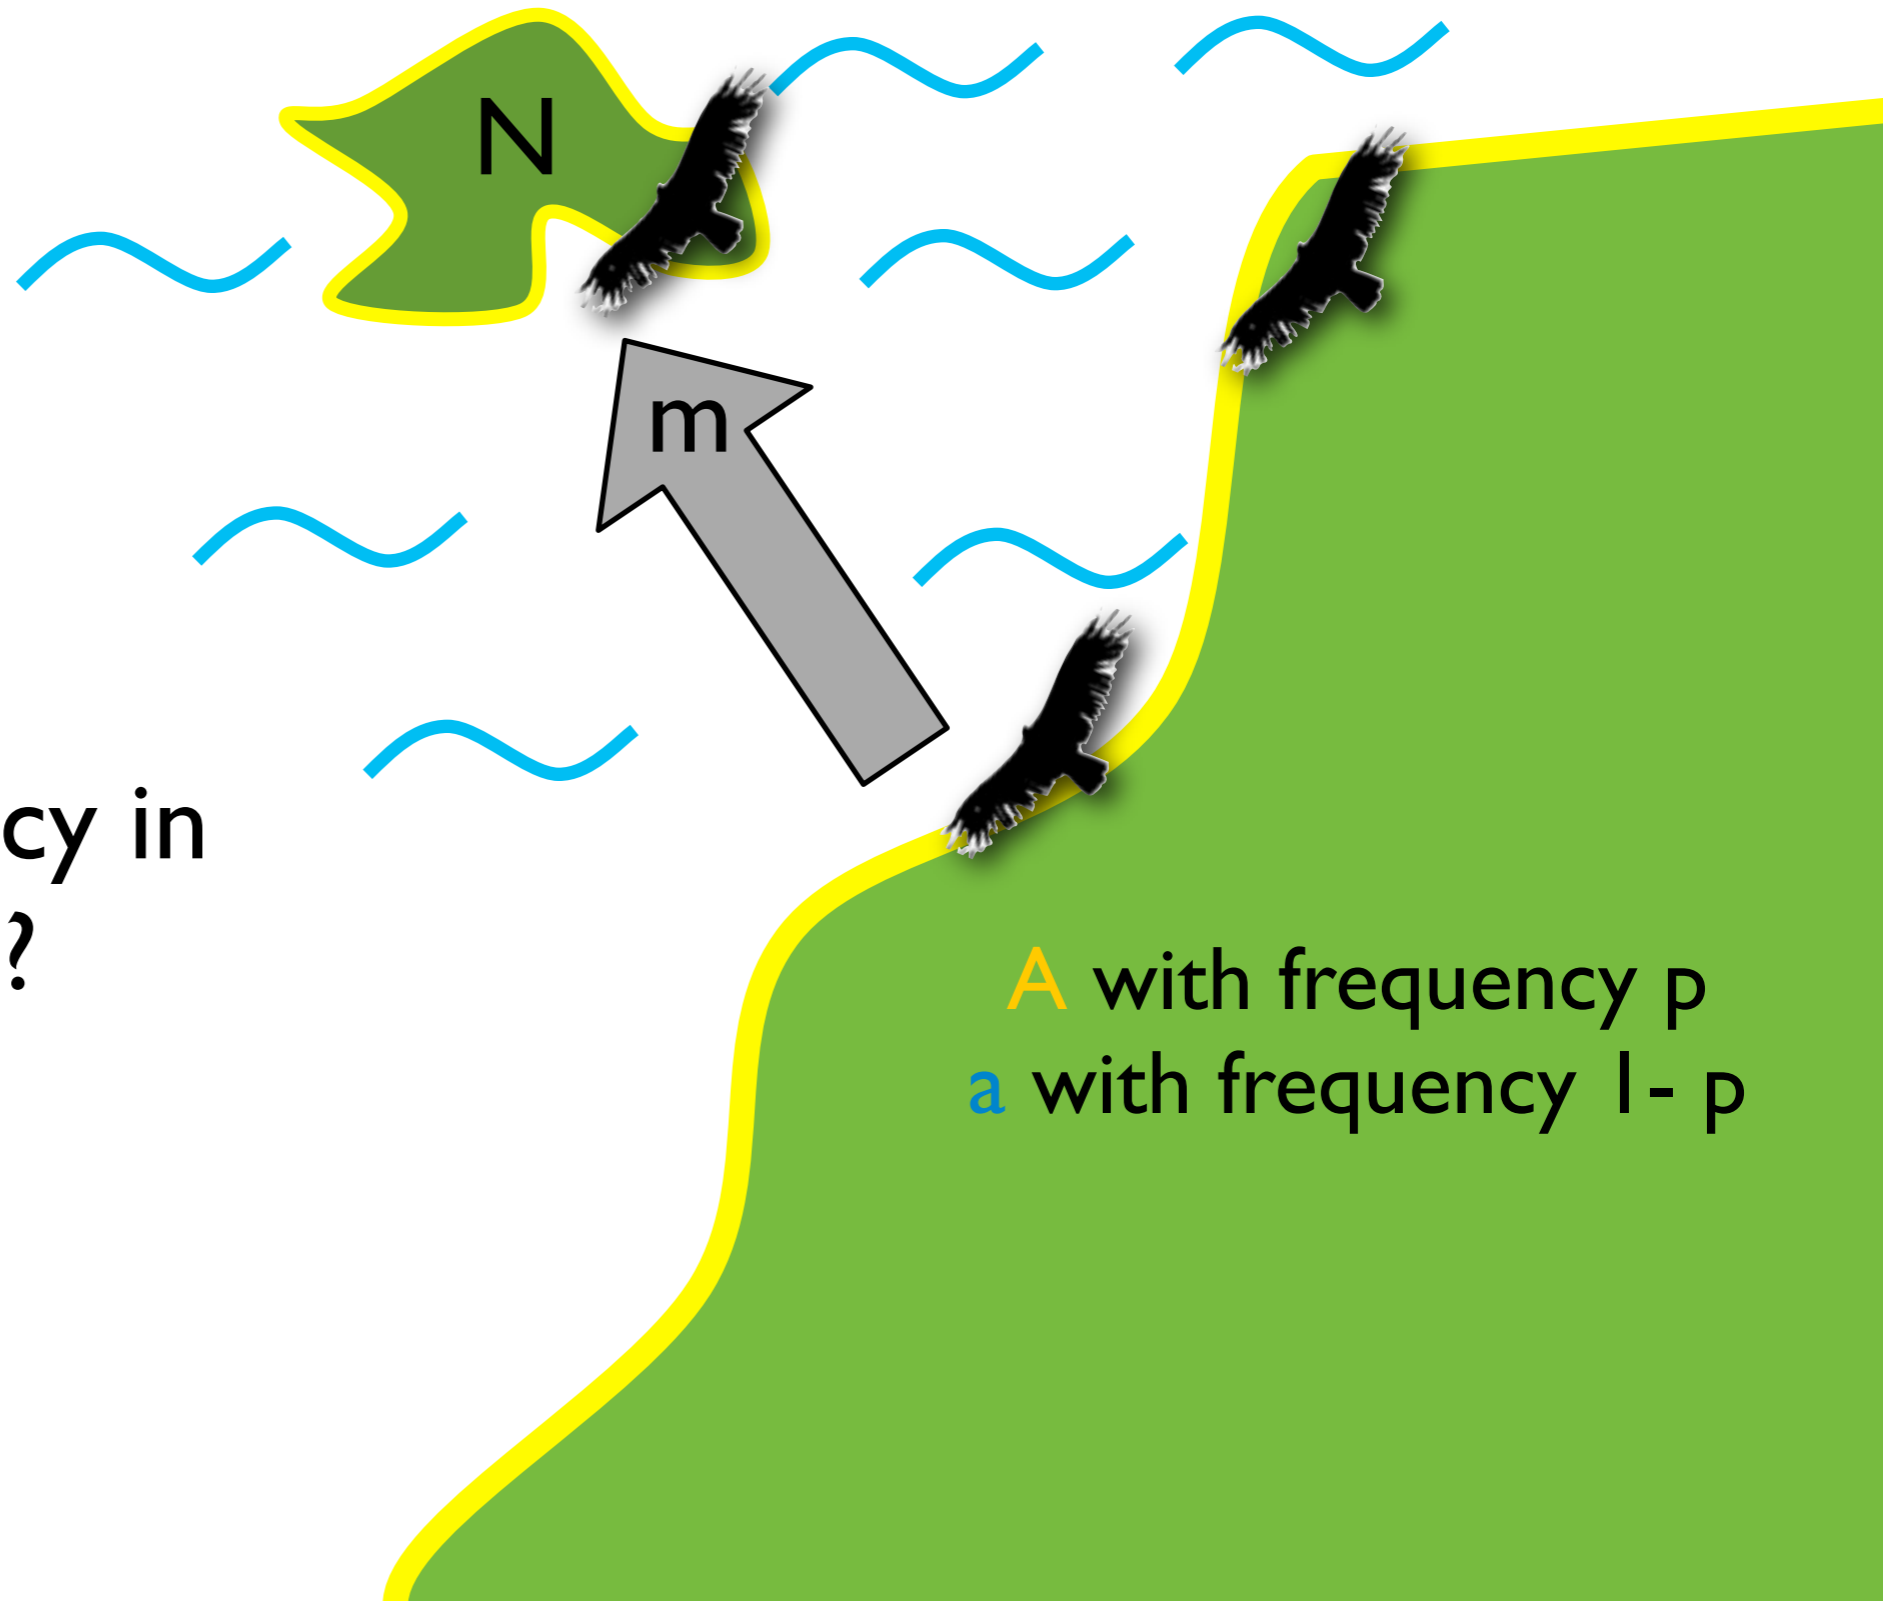 N
m
cy in
?
A with frequency p
a with frequency 1- p